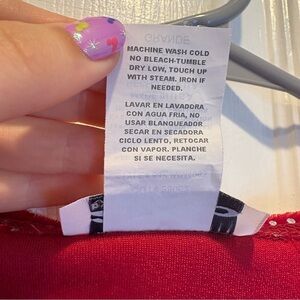 GRANDE
MACHINE WASH COLD
NO BLEACH-TUMBLE
DRY LOW, TOUCH UP
WITH STEAM. IRON IF
NEEDED.
LAVAR EN LAVADORA
CON AGUA FRIA, NO
USAR BLANQUEADOR
SECAR EN SECADORA
CICLO LENTO, RETOCAR
CON VAPOR. PLANCHE
SI SE NECESITA.